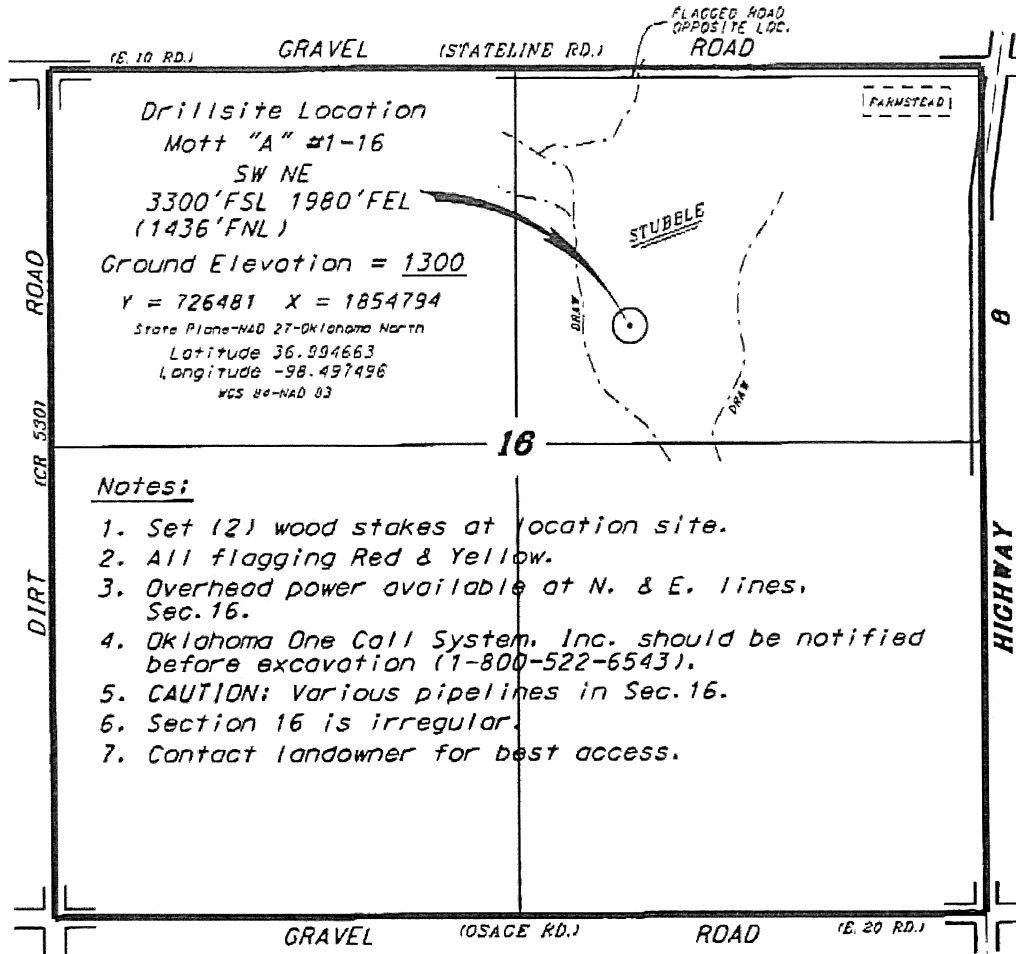 FLAGGED ROAD
OPPOSITE LOC.
(E. 10 RD.) GRAVEL (STATELINE RD.) ROAD
FARMSTEAD
Drillsite Location
Mott "A" #1-16
SW NE
3300'FSL 1980'FEL
(1436'FNL)
Ground Elevation = 1300
Y = 726481 X = 1854794
State Plane-NAD 27-Oklahoma North
Latitude 36.994663
Longitude -98.497496
WGS 84-NAD 83
STUBBLE
DRAW
DRAW
16
DIRT (CR 530) ROAD
HIGHWAY 8
Notes:
1. Set (2) wood stakes at location site.
2. All flagging Red & Yellow.
3. Overhead power available at N. & E. lines,
Sec. 16.
4. Oklahoma One Call System, Inc. should be notified
before excavation (1-800-522-6543).
5. CAUTION: Various pipelines in Sec. 16.
6. Section 16 is irregular.
7. Contact landowner for best access.
GRAVEL (OSAGE RD.) ROAD (E. 20 RD.)